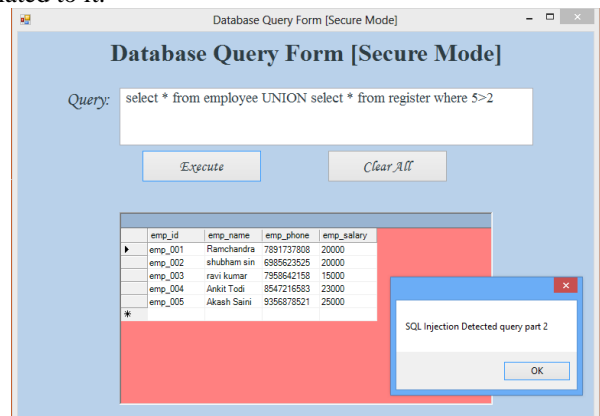 Database Query Form [Secure Mode]
Database Query Form [Secure Mode]
Query: select * from employee UNION select * from register where 5>2
Execute Clear All
emp_id emp_name emp_phone emp_salary
emp_001 Ramchandra 7891737808 20000
emp_002 shubham sin 6985623525 20000
emp_003 ravi kumar 7958642158 15000
emp_004 Ankit Todi 8547216583 23000
emp_005 Akash Saini 9356878521 25000
SQL Injection Detected query part 2
OK